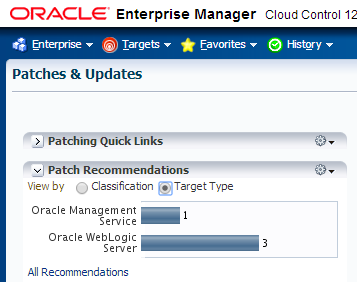 ORACLE Enterprise Manager Cloud Control 12
Enterprise Targets Favorites History
Patches & Updates
Patching Quick Links
Patch Recommendations
View by Classification Target Type
Oracle Management
Service 1
Oracle WebLogic
Server 3
All Recommendations